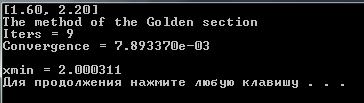 [1.60, 2.20]
The method of the Golden section
Iters = 9
Convergence = 7.893370e-03
xmin = 2.000311
Для продолжения нажмите любую клавишу . . .